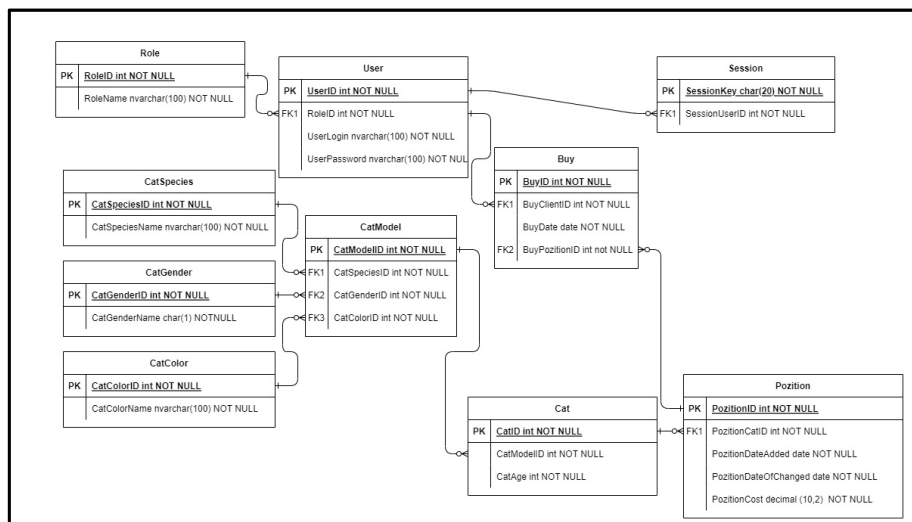 Role
PK RoleID int NOT NULL
RoleName nvarchar(100) NOT NULL
User
PK UserID int NOT NULL
FK1 RoleID int NOT NULL
UserLogin nvarchar(100) NOT NULL
UserPassword nvarchar(100) NOT NUL
Session
PK SessionKey char(20) NOT NULL
FK1 SessionUserID int NOT NULL
Buy
PK BuyID int NOT NULL
FK1 BuyClientID int NOT NULL
BuyDate date NOT NULL
FK2 BuyPozitionID int not NULL
CatSpecies
PK CatSpeciesID int NOT NULL
CatSpeciesName nvarchar(100) NOT NULL
CatModel
PK CatModelID int NOT NULL
FK1 CatSpeciesID int NOT NULL
FK2 CatGenderID int NOT NULL
FK3 CatColorID int NOT NULL
CatGender
PK CatGenderID int NOT NULL
CatGenderName char(1) NOTNULL
CatColor
PK CatColorID int NOT NULL
CatColorName nvarchar(100) NOT NULL
Cat
PK CatID int NOT NULL
CatModelID int NOT NULL
CatAge int NOT NULL
Pozition
PK PozitionID int NOT NULL
FK1 PozitionCatID int NOT NULL
PozitionDateAdded date NOT NULL
PozitionDateOfChanged date NOT NULL
PozitionCost decimal (10,2) NOT NULL